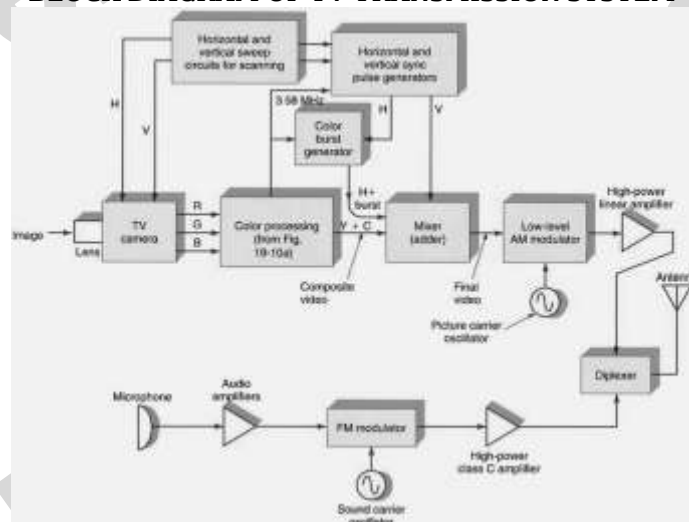 BLOCK DIAGRAM OF TV TRANSMISSION SYSTEM
Horizontal and
vertical sweep
circuits for scanning
Horizontal and
vertical sync
pulse generators
3.58 MHz
H
V
H
V
Color
burst
generator
H+
burst
High-power
linear amplifier
Image
Lens
TV
camera
R
G
B
Color processing
(from Fig.
19-10a)
Y + C
Mixer
(adder)
Low-level
AM modulator
Composite
video
Final
video
Picture carrier
oscillator
Diplexer
Microphone
Audio
amplifiers
FM modulator
High-power
class C amplifier
Sound carrier